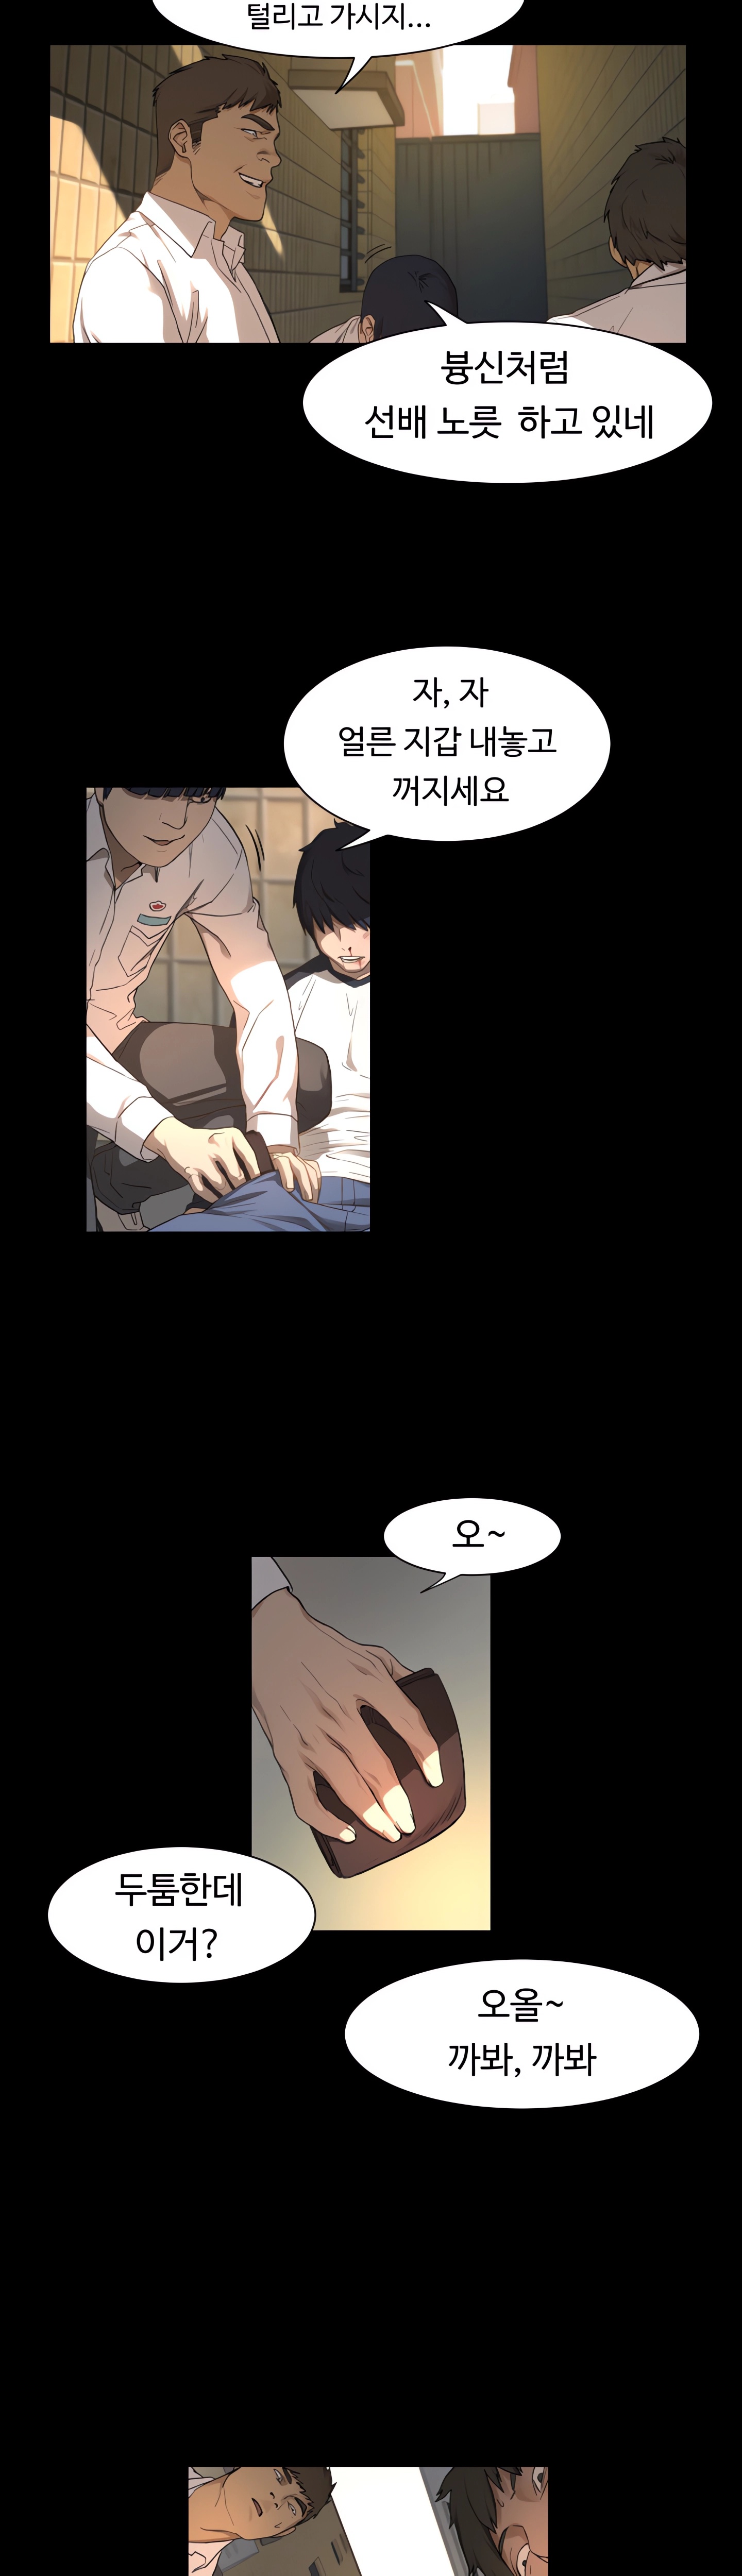 털리고 가시지...
븅신처럼
선배 노릇 하고 있네
자, 자
얼른 지갑 내놓고
꺼지세요
오~
두툼한데
이거?
오올~
까봐, 까봐